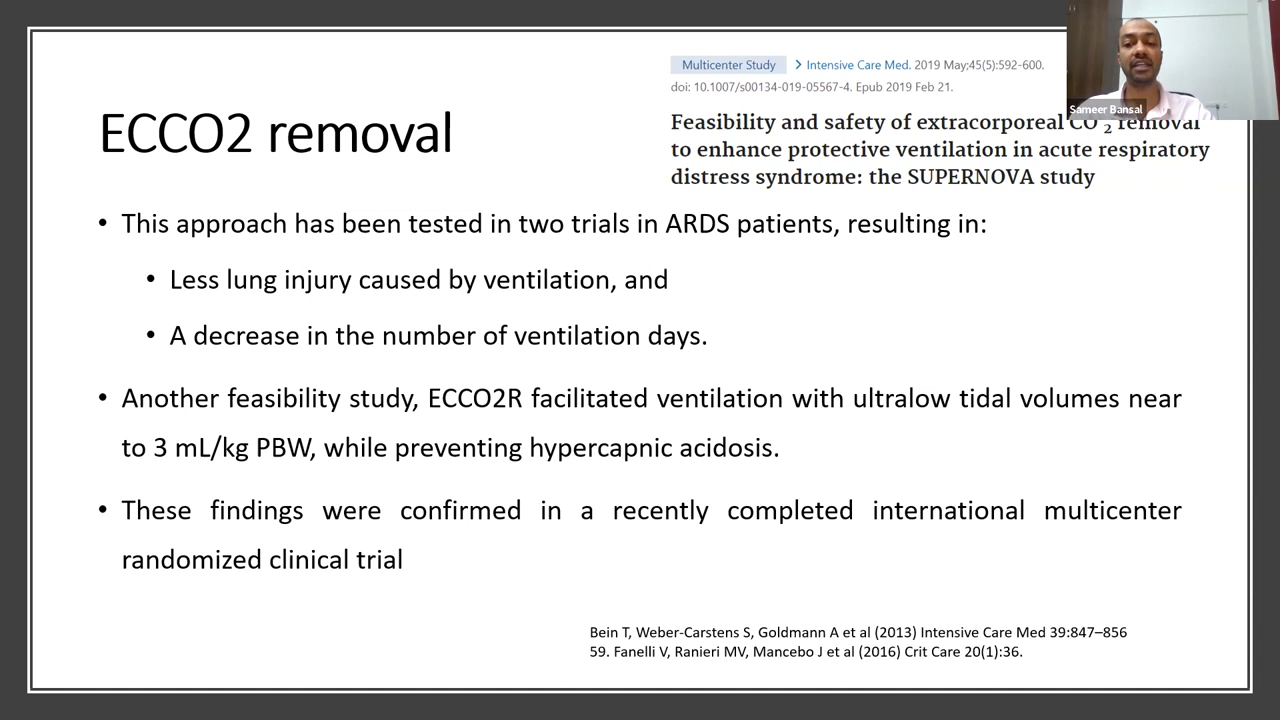 Multicenter Study > Intensive Care Med. 2019 May;45(5):592-600.
doi: 10.1007/s00134-019-05567-4. Epub 2019 Feb 21.
Sameer Bansal
ECCO2 removal
Feasibility and safety of extracorporeal CO 2 removal
to enhance protective ventilation in acute respiratory
distress syndrome: the SUPERNOVA study
• This approach has been tested in two trials in ARDS patients, resulting in:
• Less lung injury caused by ventilation, and
• A decrease in the number of ventilation days.
• Another feasibility study, ECCO2R facilitated ventilation with ultralow tidal volumes near
to 3 mL/kg PBW, while preventing hypercapnic acidosis.
• These findings were confirmed in a recently completed international multicenter
randomized clinical trial
Bein T, Weber-Carstens S, Goldmann A et al (2013) Intensive Care Med 39:847–856
59. Fanelli V, Ranieri MV, Mancebo J et al (2016) Crit Care 20(1):36.